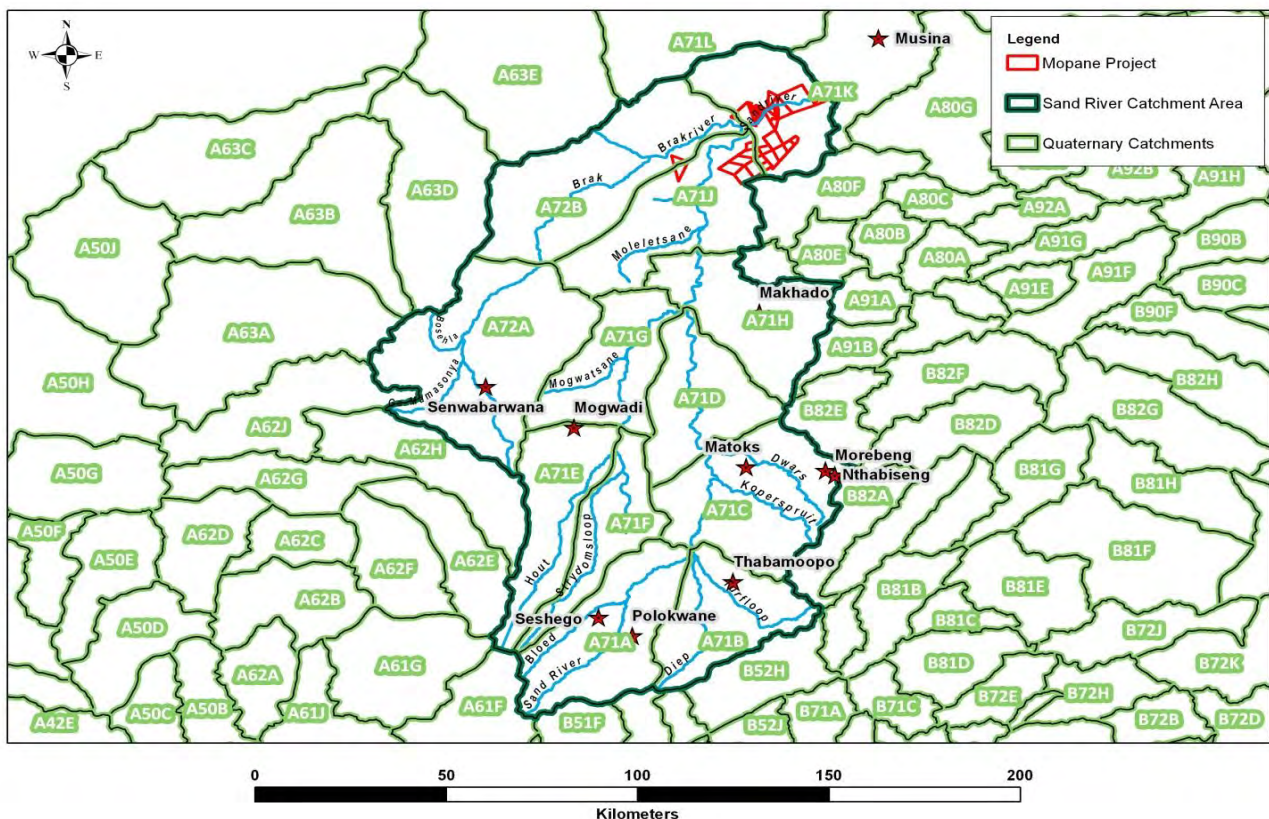 N
W E
S
Legend
Mopane Project
Sand River Catchment Area
Quaternary Catchments
Musina
A71L
A63E
A71K
A80G
A63C
Brakriver
A63D
A92B
A91H
Brak
A80F
A80C
A63B
A72B
A71J
A92A
A50J
Moleletsane
A80B
A91G
B90B
A80E
A80A
A91F
A91E
B90C
Makhado
A91A
A63A
A72A
A71G
A71H
B90F
A91B
Mogwatsane
B82F
B82H
A50H
Senwabarwana
Mogwadi
A71D
B82E
B82G
A62J
B82D
A62H
Matoks
Dwars
Morebeng
Nthabiseng
A50G
A62G
A71E
B81G
B81H
B82A
Koperspruit
A71C
A71F
A50F
A62D
A62C
A50E
A62F
A62E
Hout
Strydomsloop
Thabamoopo
B81F
B81B
B81E
A62B
Seshego
Polokwane
A50D
A71A
A71B
B81C
B72J
Bloed
Sand River
Diep
A61G
B52H
B81D
B72K
A62A
B72E
B72H
A42E
A50C
A50B
A61J
A61F
B51F
B52J
B71A
B71C
B72B
B72D
0 50 100 150 200
Kilometers